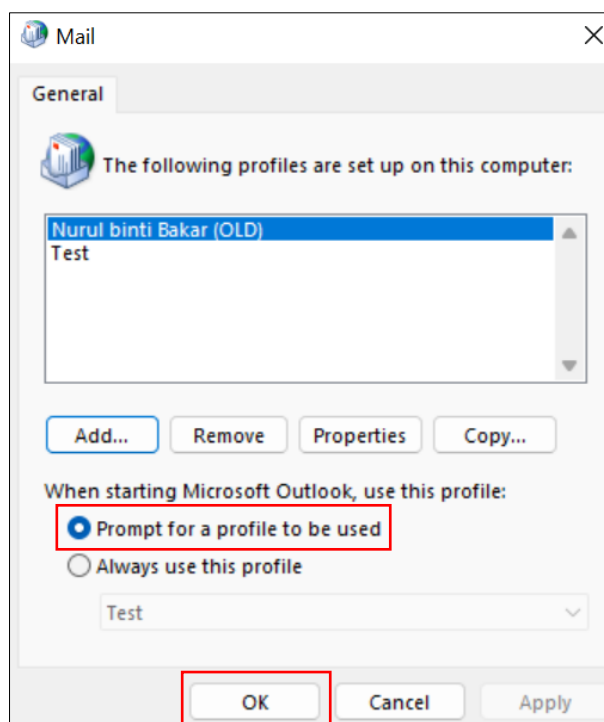 Mail
General
The following profiles are set up on this computer:
Nurul binti Bakar (OLD)
Test
Add... Remove Properties Copy...
When starting Microsoft Outlook, use this profile:
Prompt for a profile to be used
Always use this profile
Test
OK Cancel Apply